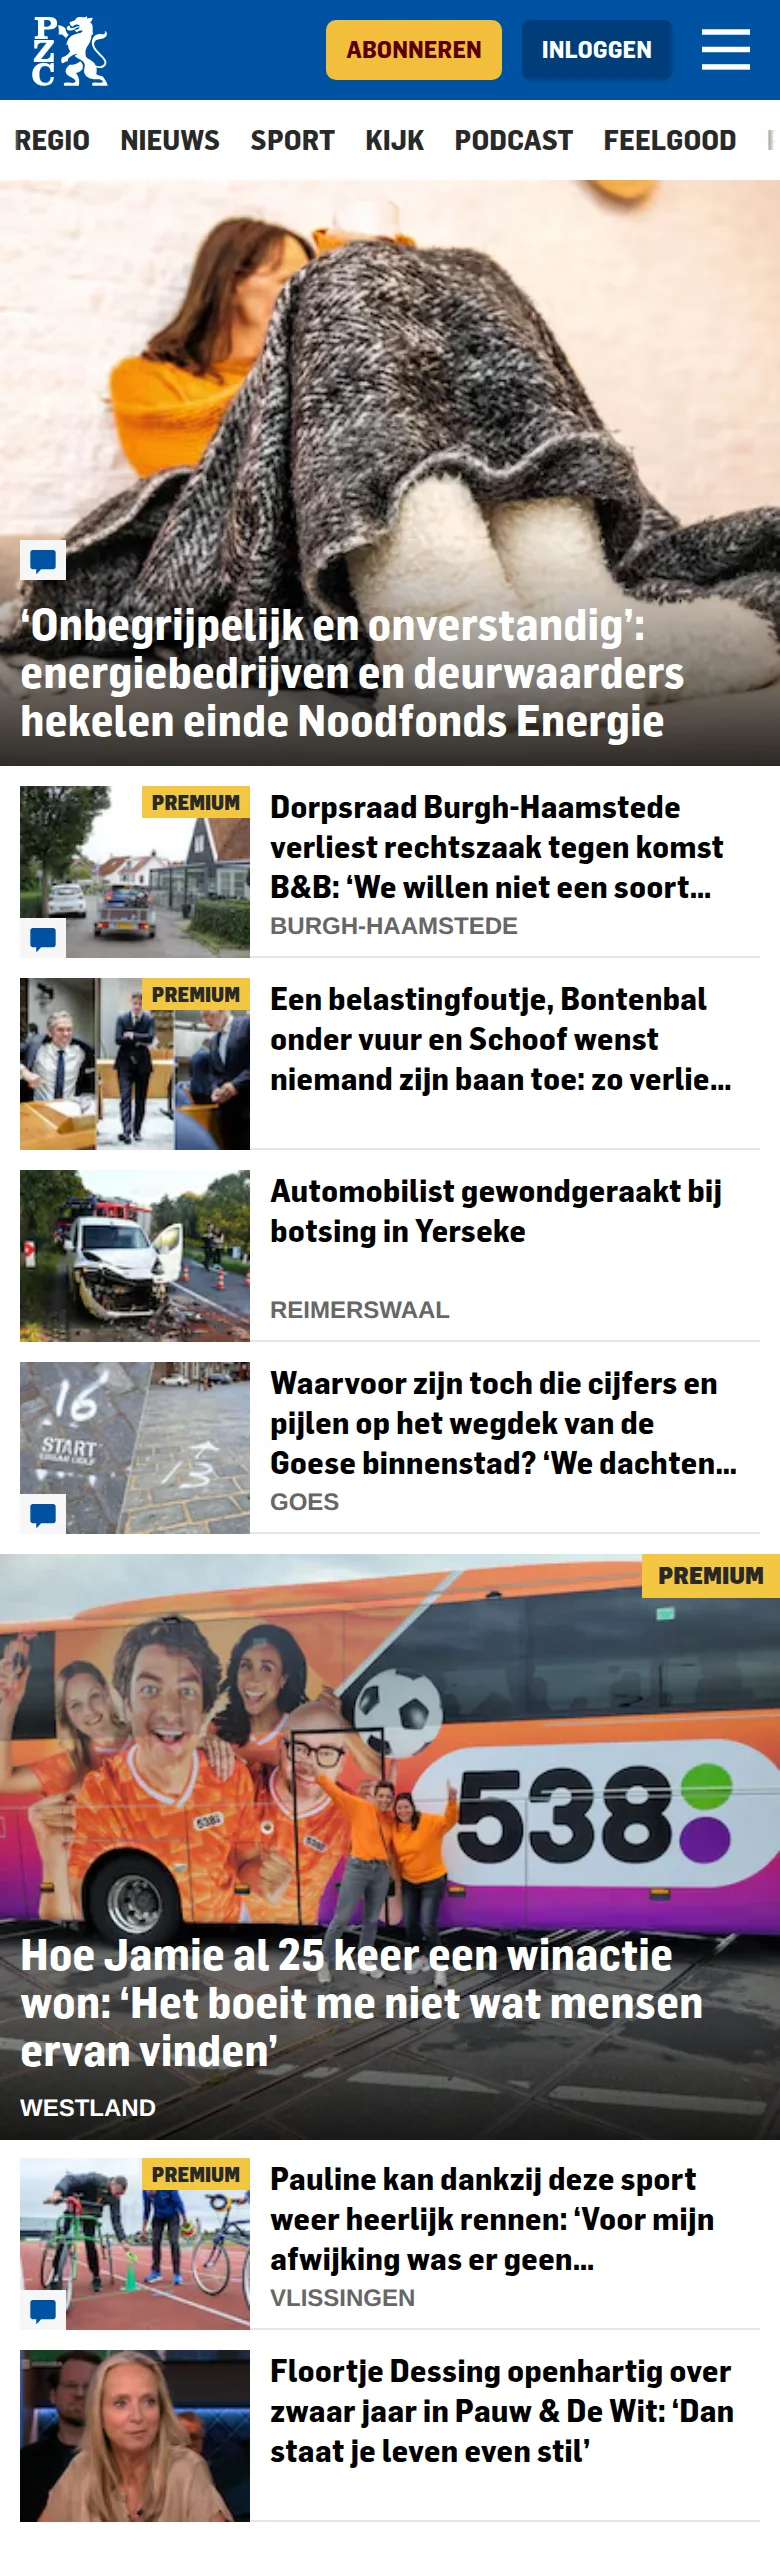 PZC
ABONNEREN
INLOGGEN
REGIO NIEUWS SPORT KIJK PODCAST FEELGOOD
‘Onbegrijpelijk en onverstandig’:
energiebedrijven en deurwaarders
hekelen einde Noodfonds Energie
PREMIUM
Dorpsraad Burgh-Haamstede
verliest rechtszaak tegen komst
B&B: ‘We willen niet een soort...
BURGH-HAAMSTEDE
PREMIUM
Een belastingfoutje, Bontenbal
onder vuur en Schoof wenst
niemand zijn baan toe: zo verlie...
Automobilist gewondgeraakt bij
botsing in Yerseke
REIMERSWAAL
16
START
13
Waarvoor zijn toch die cijfers en
pijlen op het wegdek van de
Goese binnenstad? ‘We dachten...
GOES
PREMIUM
538
538
538
Hoe Jamie al 25 keer een winactie
won: ‘Het boeit me niet wat mensen
ervan vinden’
WESTLAND
PREMIUM
Pauline kan dankzij deze sport
weer heerlijk rennen: ‘Voor mijn
afwijking was er geen...
VLISSINGEN
Floortje Dessing openhartig over
zwaar jaar in Pauw & De Wit: ‘Dan
staat je leven even stil’